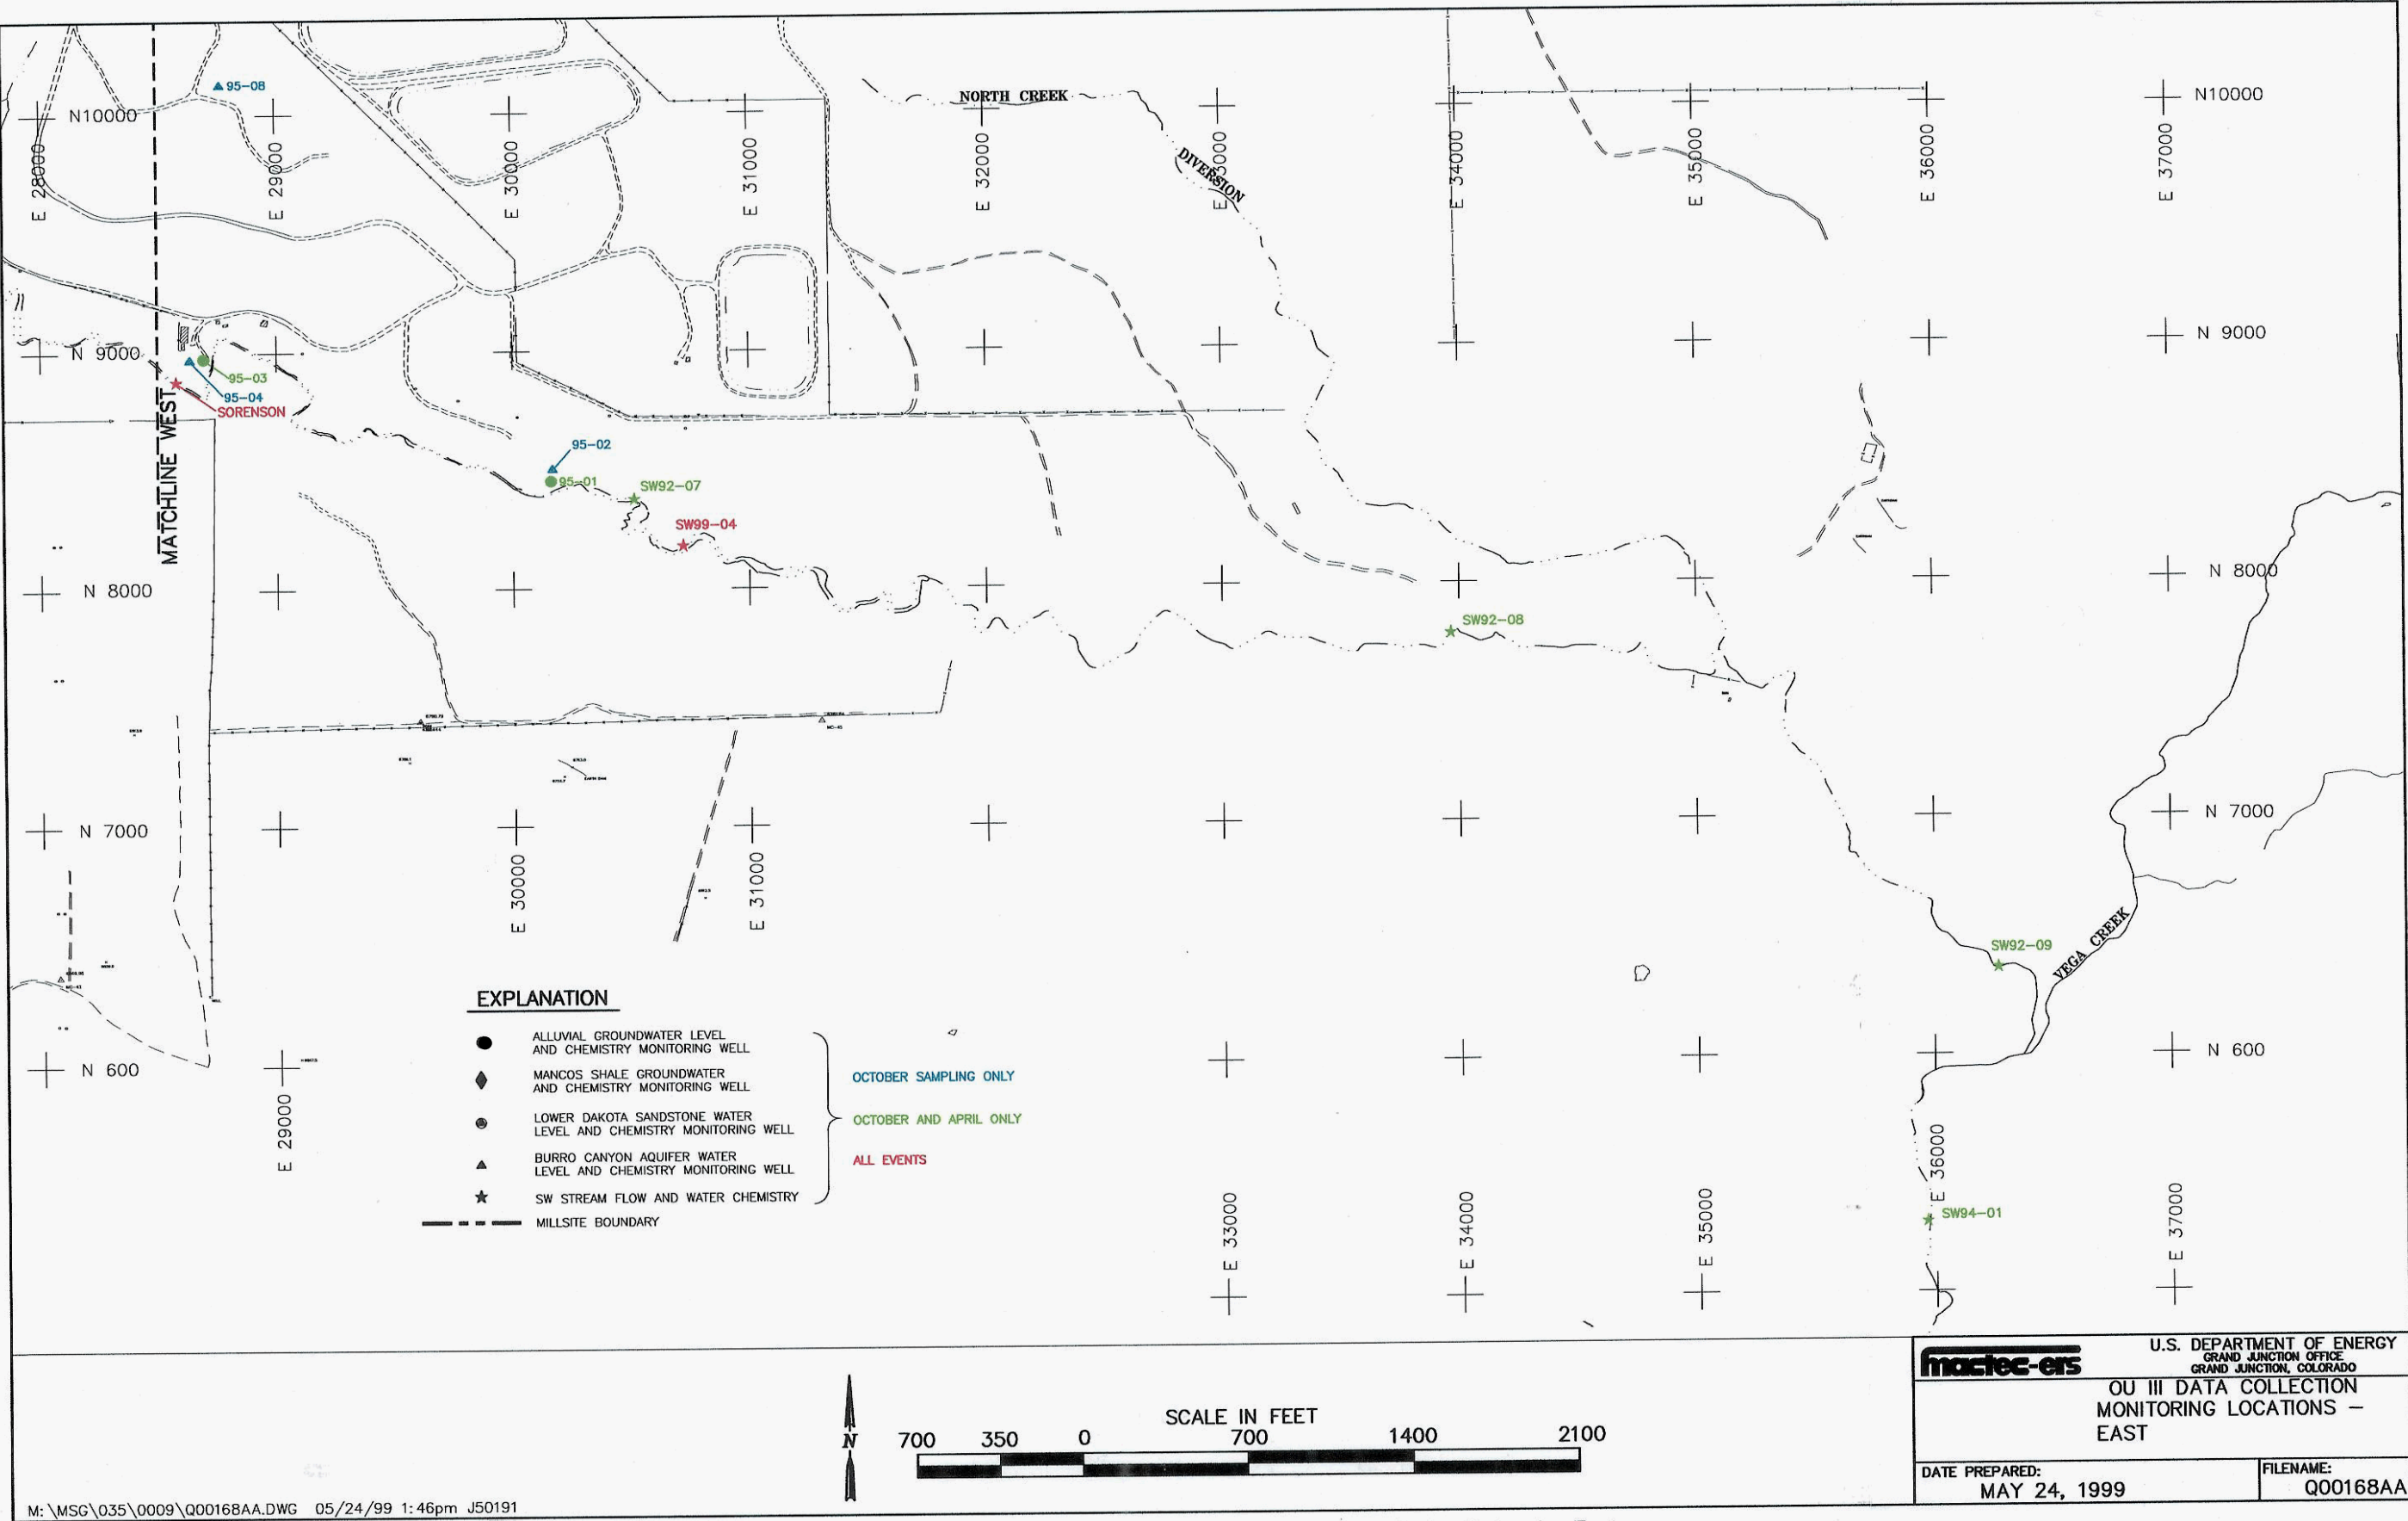 95-08
N10000
NORTH CREEK
N10000
DIVERSION
E 28000
E 29000
E 30000
E 31000
E 32000
E 34000
E 35000
E 36000
E 37000
N 9000
N 9000
95-03
95-04
SORENSON
MATCHLINE WEST
95-02
95-01
SW92-07
SW99-04
N 8000
N 8000
SW92-08
N 7000
N 7000
E 30000
E 31000
SW92-09
VEGA CREEK
N 600
N 600
E 29000
EXPLANATION
ALLUVIAL GROUNDWATER LEVEL
AND CHEMISTRY MONITORING WELL
MANCOS SHALE GROUNDWATER
AND CHEMISTRY MONITORING WELL
LOWER DAKOTA SANDSTONE WATER
LEVEL AND CHEMISTRY MONITORING WELL
BURRO CANYON AQUIFER WATER
LEVEL AND CHEMISTRY MONITORING WELL
SW STREAM FLOW AND WATER CHEMISTRY
MILLSITE BOUNDARY
OCTOBER SAMPLING ONLY
OCTOBER AND APRIL ONLY
ALL EVENTS
E 33000
E 34000
E 35000
E 36000
E 37000
SW94-01
N
SCALE IN FEET
700 350 0 700 1400 2100
mactec-ers
U.S. DEPARTMENT OF ENERGY
GRAND JUNCTION OFFICE
GRAND JUNCTION, COLORADO
OU III DATA COLLECTION
MONITORING LOCATIONS –
EAST
DATE PREPARED:
MAY 24, 1999
FILENAME:
Q00168AA
M:\MSG\035\0009\Q00168AA.DWG 05/24/99 1:46pm J50191